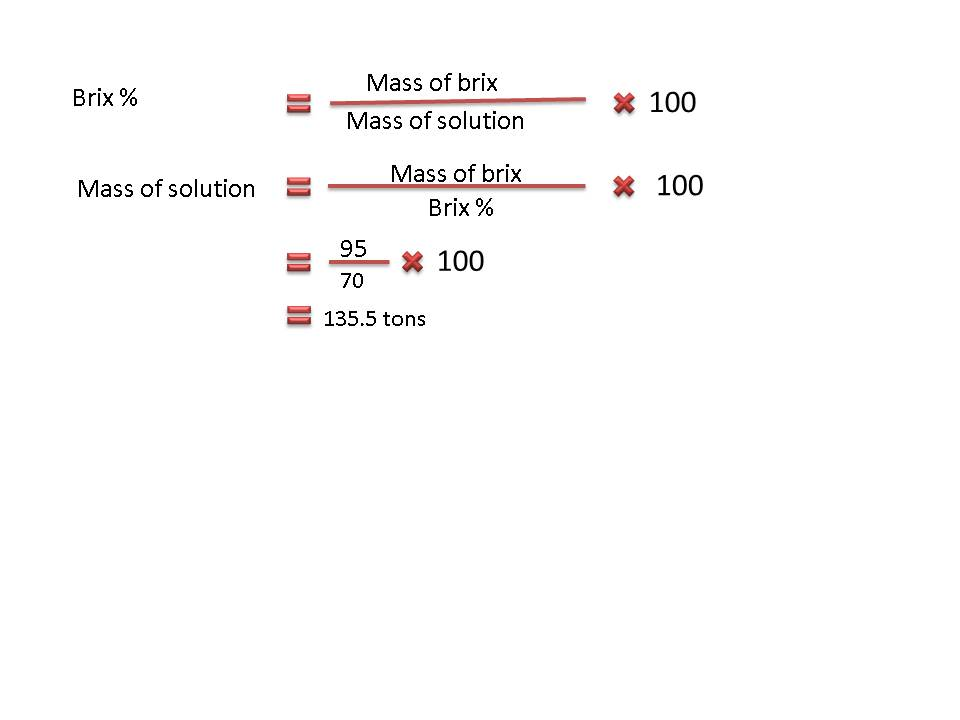 Brix % = Mass of brix × 100
Mass of solution
Mass of solution = Mass of brix × 100
Brix %
= 95 × 100
70
= 135.5 tons